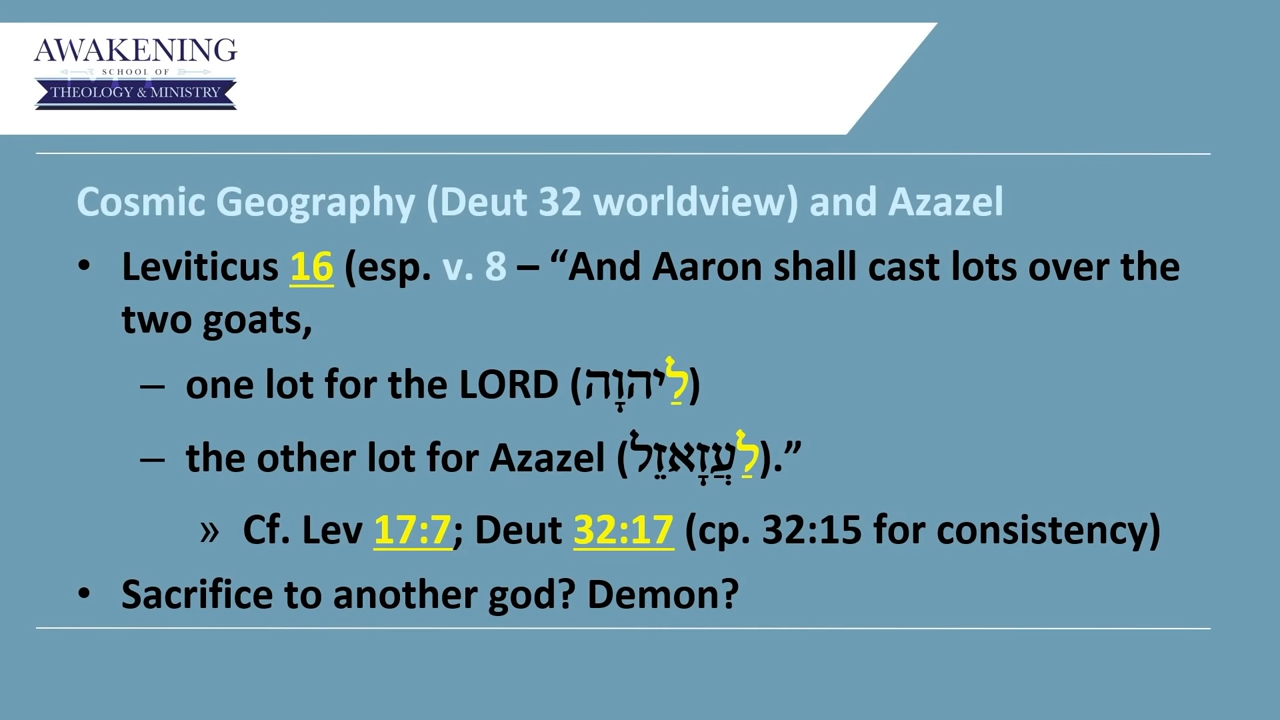 AWAKENING
SCHOOL OF
THEOLOGY & MINISTRY
Cosmic Geography (Deut 32 worldview) and Azazel
• Leviticus 16 (esp. v. 8 – “And Aaron shall cast lots over the
two goats,
– one lot for the LORD (לַיהוָה)
– the other lot for Azazel (לַעֲזָאזֵל).”
» Cf. Lev 17:7; Deut 32:17 (cp. 32:15 for consistency)
• Sacrifice to another god? Demon?